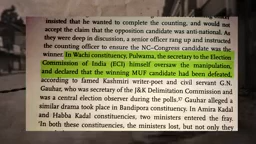 insisted that he wanted to complete the counting, and would not
accept the claim that the opposition candidate was anti-national. As
they were deep in discussion, a senior officer rang up and instructed
the counting officer to ensure the NC–Congress candidate was the
winner. In Wachi constituency, Pulwama, the secretary to the Election
Commission of India (ECI) himself oversaw the manipulation,
and declared that the winning MUF candidate had been defeated,
according to famed Kashmiri writer-poet and civil servant G.N.
Gauhar, who was secretary of the J&K Delimitation Commission and
was a central election observer during the polls.37 Gauhar alleged a
similar drama took place in Bandipora constituency. In Amira Kadal
and Habba Kadal constituencies, two ministers entered the fray.
'In both these constituencies, the ministers lost, but not only they